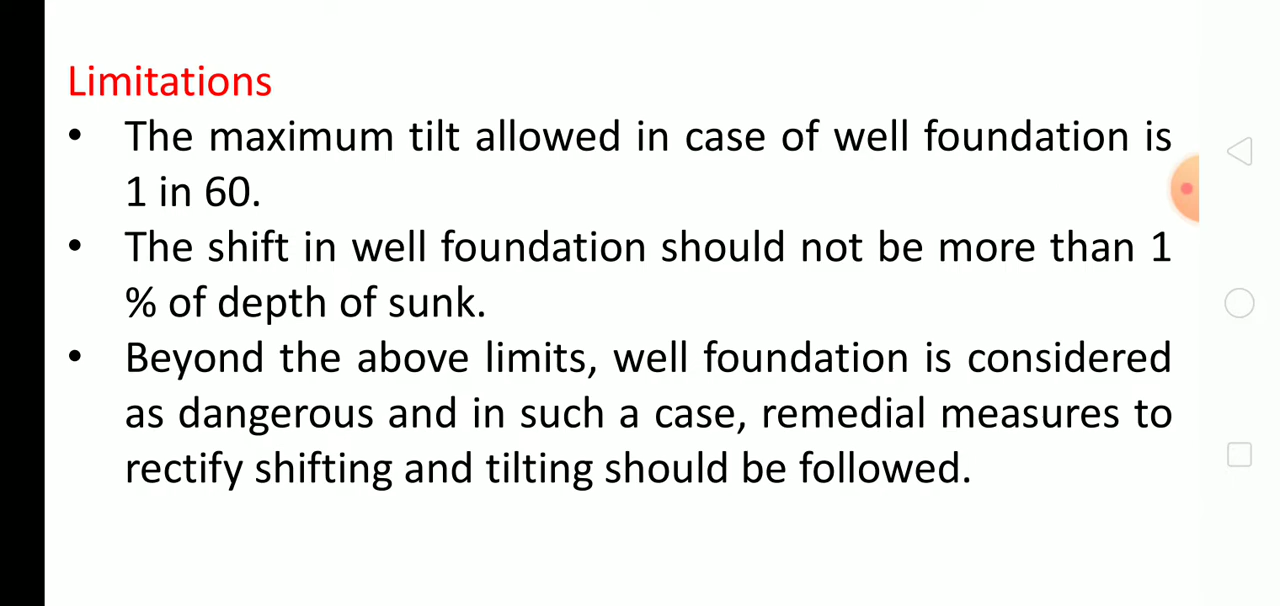 Limitations
• The maximum tilt allowed in case of well foundation is
1 in 60.
• The shift in well foundation should not be more than 1
% of depth of sunk.
• Beyond the above limits, well foundation is considered
as dangerous and in such a case, remedial measures to
rectify shifting and tilting should be followed.